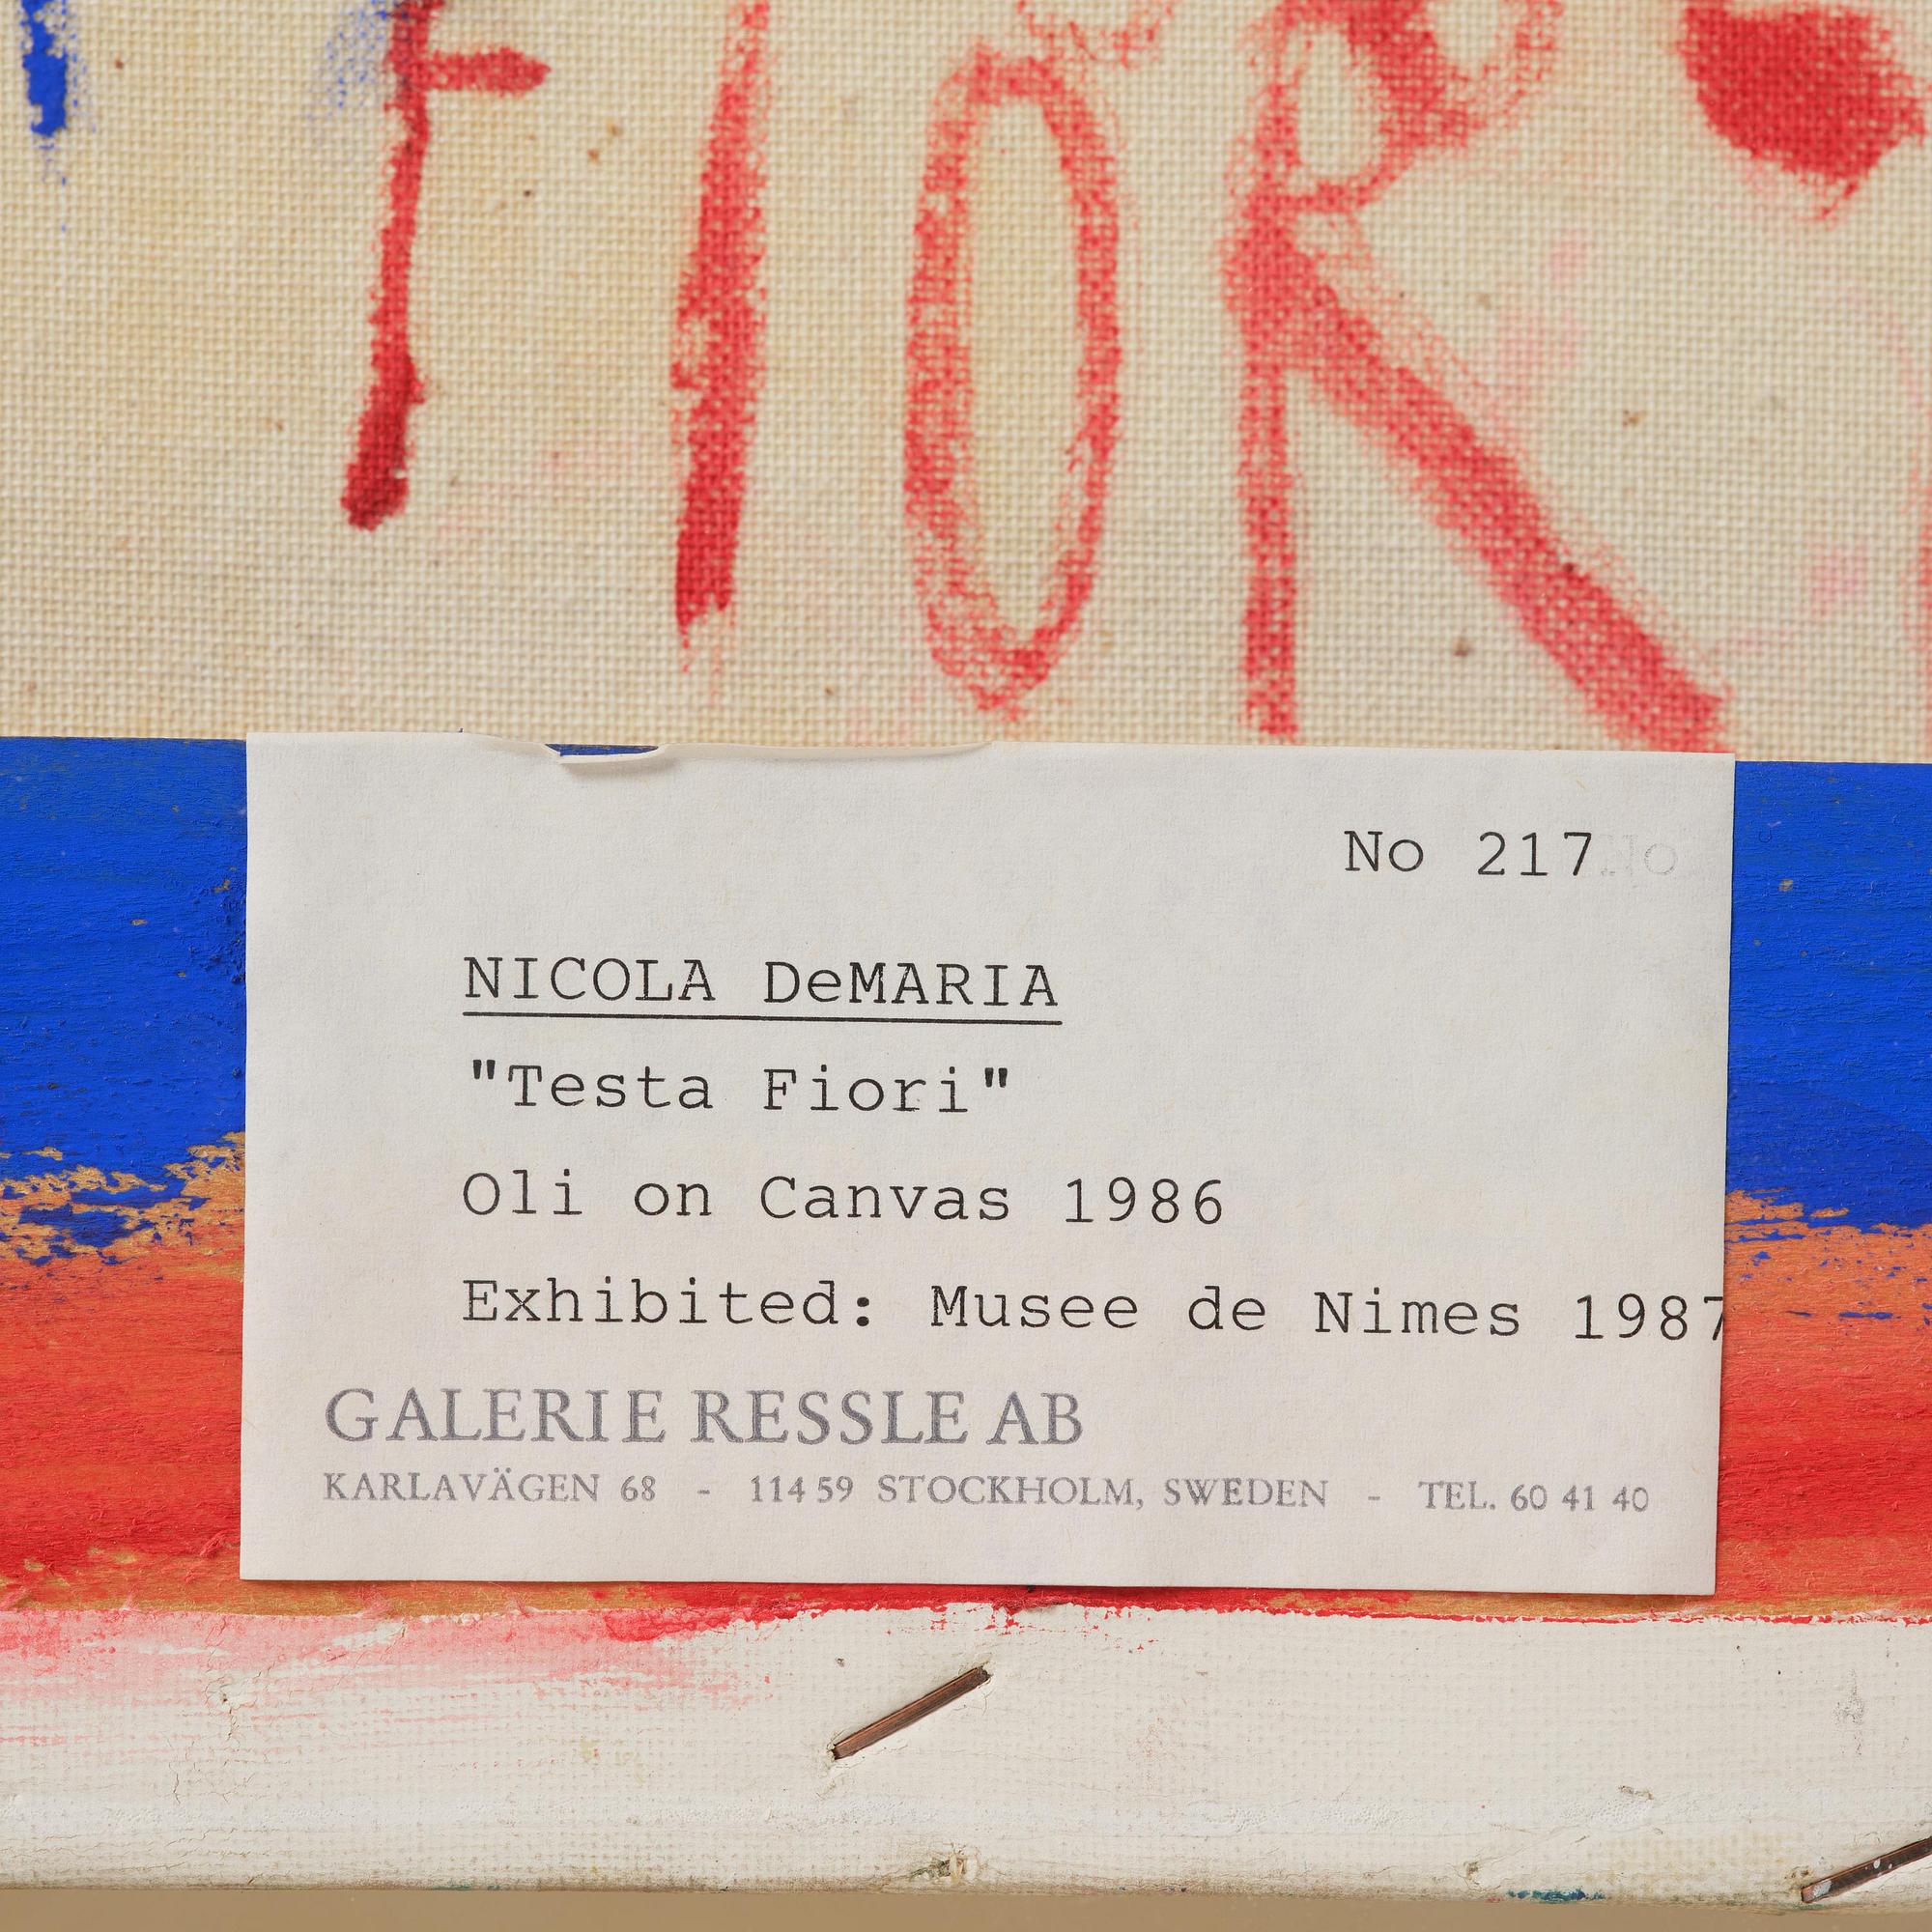 FIOR
No 217
NICOLA DeMARIA
"Testa Fiori"
Oli on Canvas 1986
Exhibited: Musee de Nimes 1987
GALERIE RESSLE AB
KARLAVÄGEN 68 - 114 59 STOCKHOLM, SWEDEN - TEL. 60 41 40